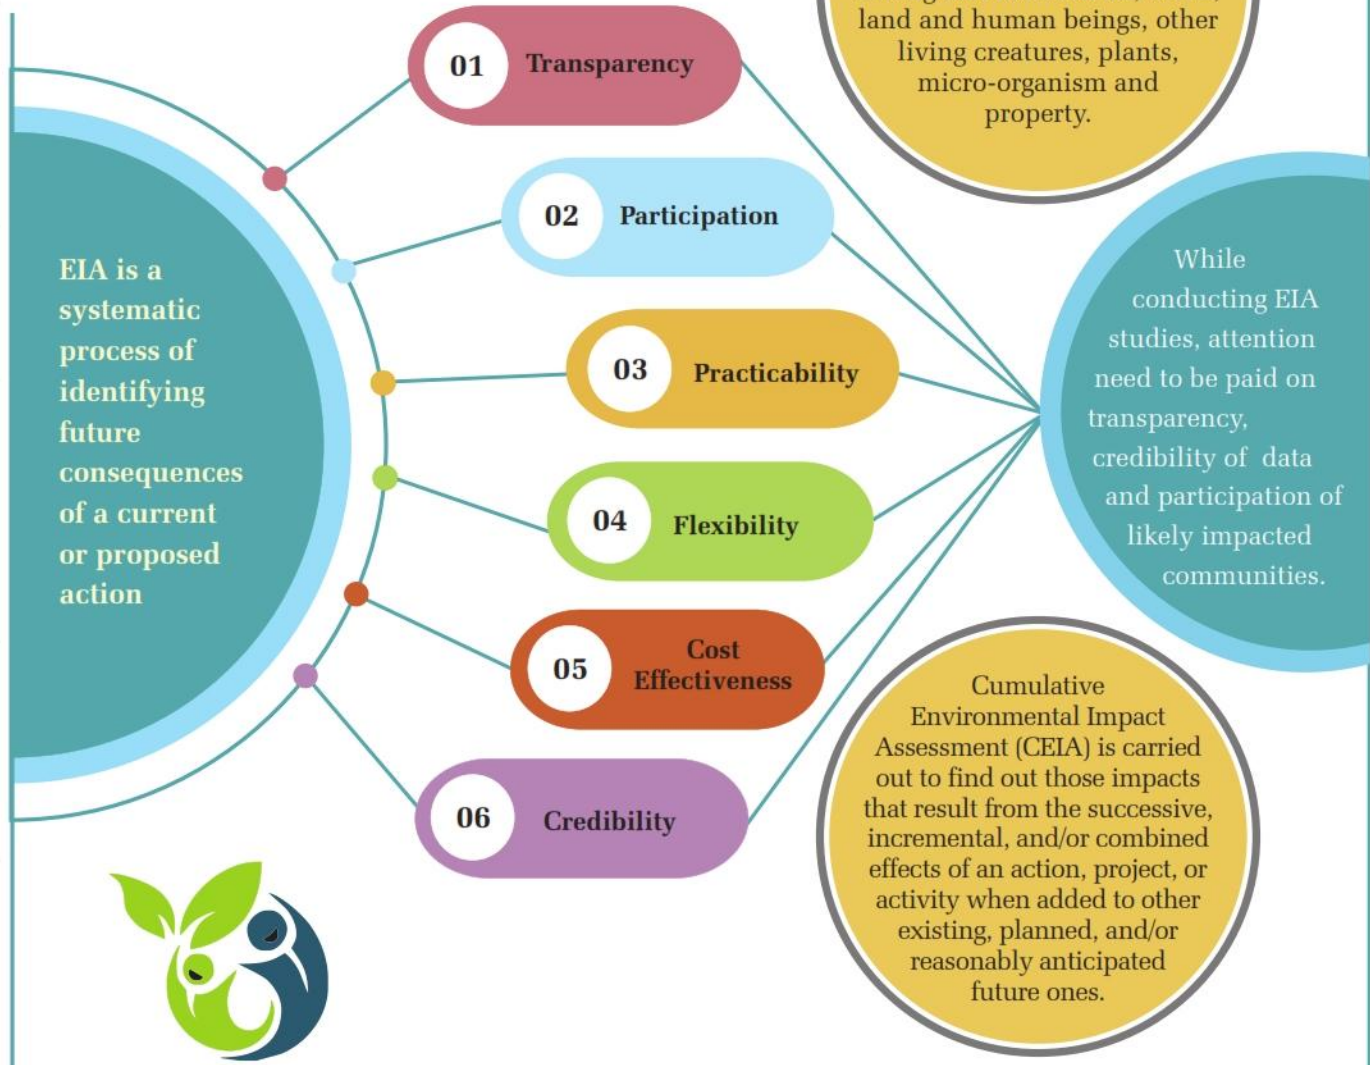 land and human beings, other
living creatures, plants,
micro-organism and
property.
EIA is a
systematic
process of
identifying
future
consequences
of a current
or proposed
action
01 Transparency
02 Participation
03 Practicability
04 Flexibility
05 Cost
Effectiveness
06 Credibility
While
conducting EIA
studies, attention
need to be paid on
transparency,
credibility of data
and participation of
likely impacted
communities.
Cumulative
Environmental Impact
Assessment (CEIA) is carried
out to find out those impacts
that result from the successive,
incremental, and/or combined
effects of an action, project, or
activity when added to other
existing, planned, and/or
reasonably anticipated
future ones.